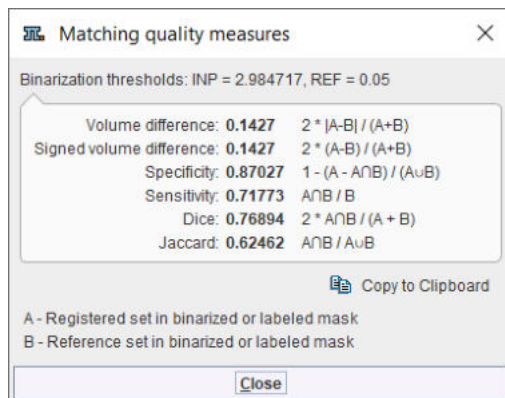 Matching quality measures
Binarization thresholds: INP = 2.984717, REF = 0.05
Volume difference: 0.1427 2 * |A-B| / (A+B)
Signed volume difference: 0.1427 2 * (A-B) / (A+B)
Specificity: 0.87027 1 - (A - A∩B) / (A∪B)
Sensitivity: 0.71773 A∩B / B
Dice: 0.76894 2 * A∩B / (A + B)
Jaccard: 0.62462 A∩B / A∪B
Copy to Clipboard
A - Registered set in binarized or labeled mask
B - Reference set in binarized or labeled mask
Close